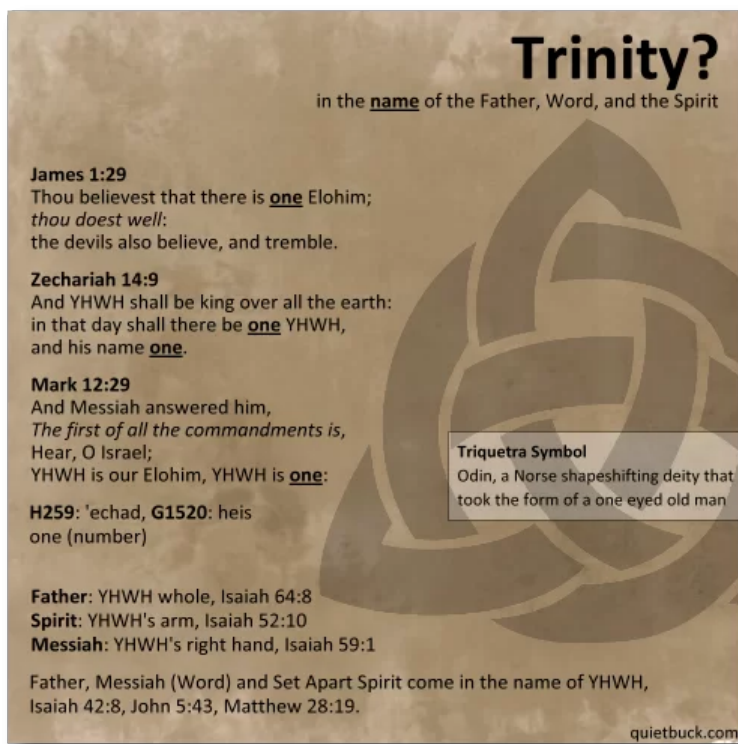 Trinity?
in the name of the Father, Word, and the Spirit
James 1:29
Thou believest that there is one Elohim;
thou doest well:
the devils also believe, and tremble.
Zechariah 14:9
And YHWH shall be king over all the earth:
in that day shall there be one YHWH,
and his name one.
Mark 12:29
And Messiah answered him,
The first of all the commandments is,
Hear, O Israel;
YHWH is our Elohim, YHWH is one:
H259: 'echad, G1520: heis
one (number)
Triquetra Symbol
Odin, a Norse shapeshifting deity that
took the form of a one eyed old man
Father: YHWH whole, Isaiah 64:8
Spirit: YHWH's arm, Isaiah 52:10
Messiah: YHWH's right hand, Isaiah 59:1
Father, Messiah (Word) and Set Apart Spirit come in the name of YHWH,
Isaiah 42:8, John 5:43, Matthew 28:19.
quietbuck.com